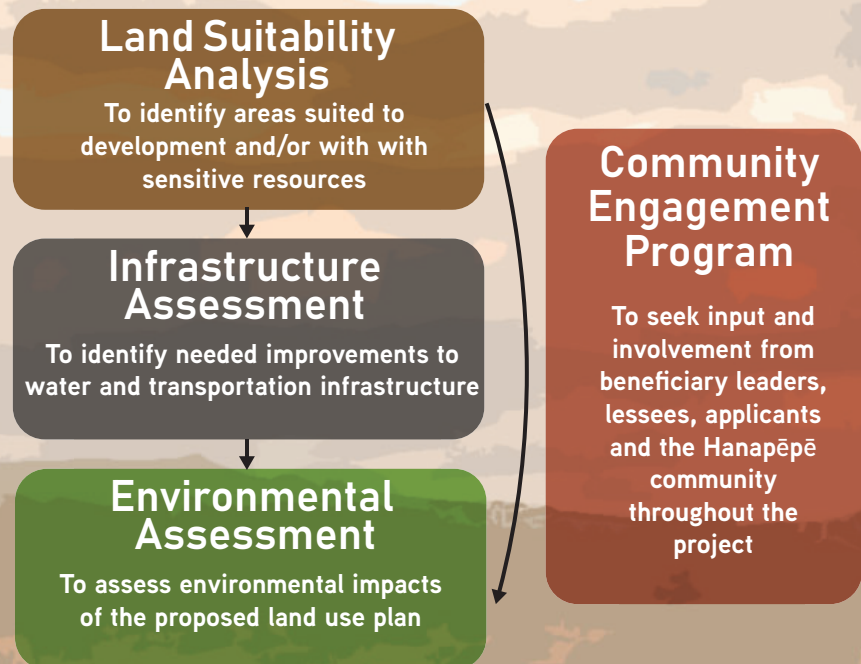 Land Suitability
Analysis
To identify areas suited to
development and/or with with
sensitive resources
Infrastructure
Assessment
To identify needed improvements to
water and transportation infrastructure
Environmental
Assessment
To assess environmental impacts
of the proposed land use plan
Community
Engagement
Program
To seek input and
involvement from
beneficiary leaders,
lessees, applicants
and the Hanapēpē
community
throughout the
project